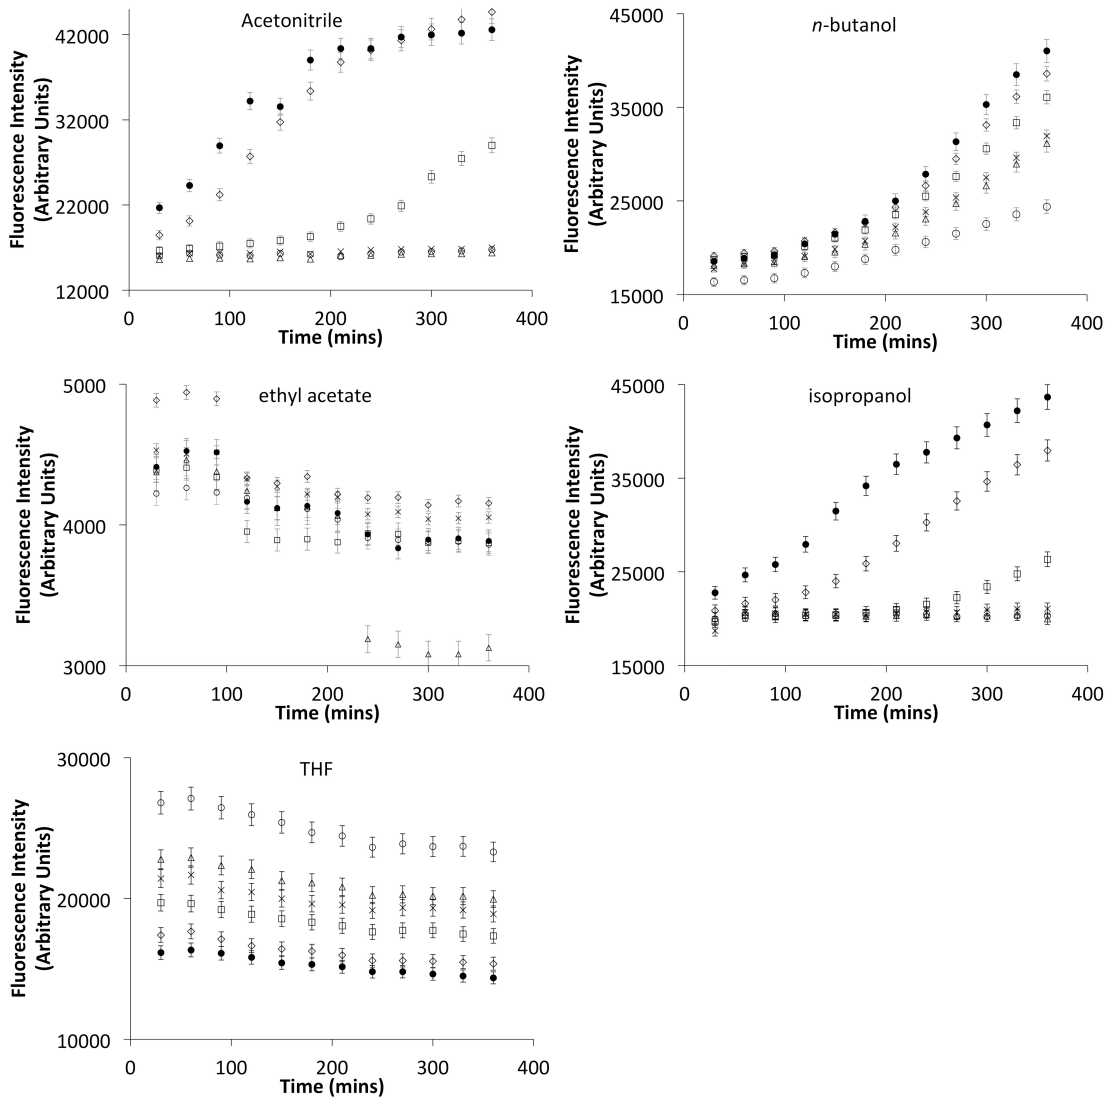 Acetonitrile
42000
32000
22000
12000
0
100
200
300
400
Time (mins)
Fluorescence Intensity
(Arbitrary Units)
n-butanol
45000
35000
25000
15000
0
100
200
300
400
Time (mins)
Fluorescence Intensity
(Arbitrary Units)
ethyl acetate
5000
4000
3000
0
100
200
300
400
Time (mins)
Fluorescence Intensity
(Arbitrary Units)
isopropanol
45000
35000
25000
15000
0
100
200
300
400
Time (mins)
Fluorescence Intensity
(Arbitrary Units)
THF
30000
20000
10000
0
100
200
300
400
Time (mins)
Fluorescence Intensity
(Arbitrary Units)